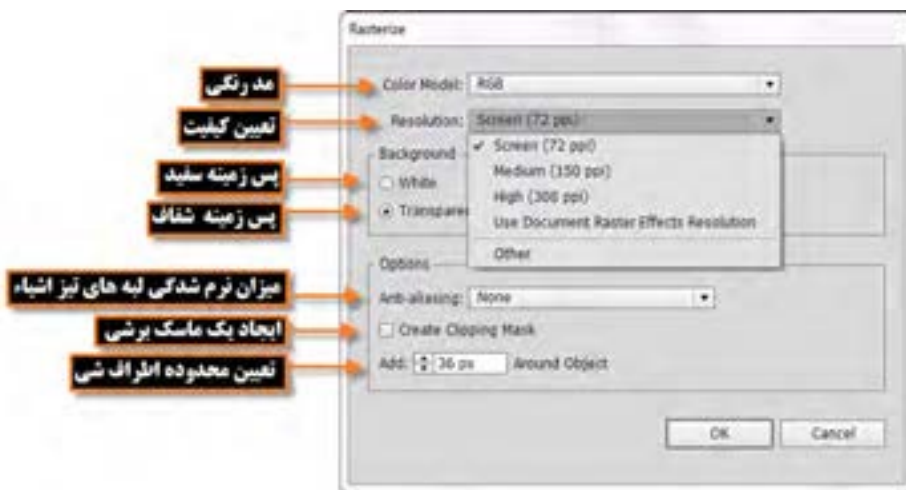 Rasterize
مد رنگی
Color Model: RGB
تعیین کیفیت
Resolution: Screen (72 ppi)
✔ Screen (72 ppi)
Medium (150 ppi)
High (300 ppi)
Use Document Raster Effects Resolution
Other
Background
پس زمینه سفید
White
پس زمینه شفاف
Transpare
Options
میزان نرم شدگی لبه های تیز اشیاء
Anti-aliasing: None
ایجاد یک ماسک برشی
Create Clipping Mask
تعیین محدوده اطراف شی
Add: 36 px Around Object
OK
Cancel